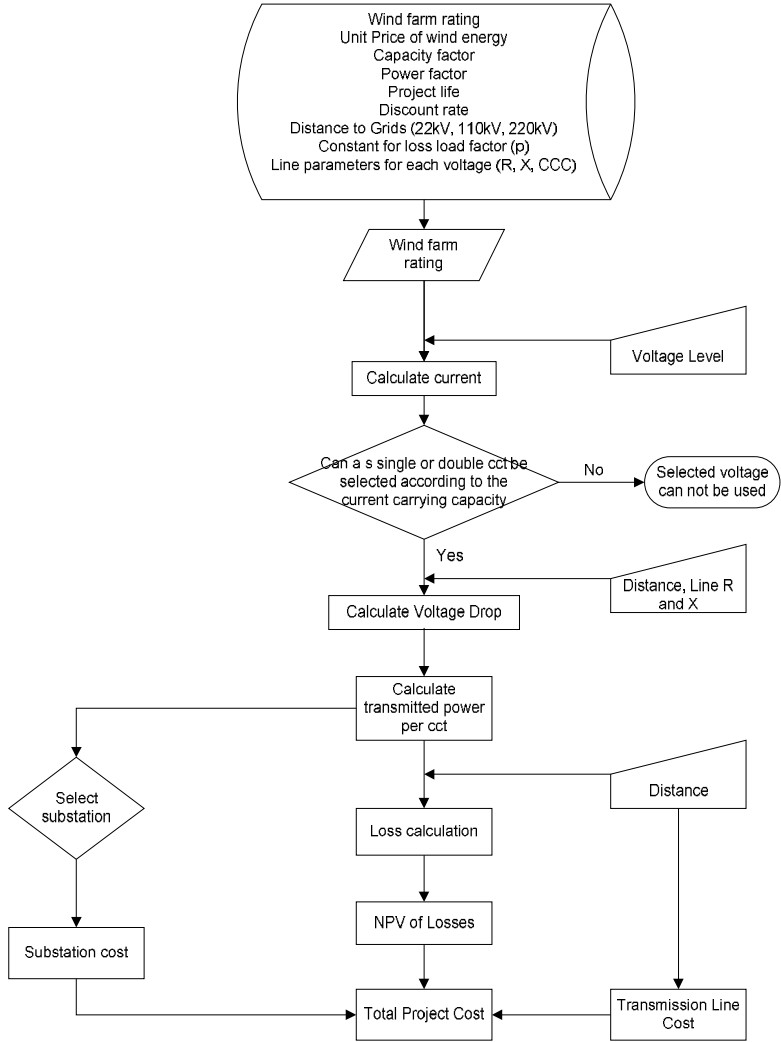 Wind farm rating
Unit Price of wind energy
Capacity factor
Power factor
Project life
Discount rate
Distance to Grids (22kV, 110kV, 220kV)
Constant for loss load factor (p)
Line parameters for each voltage (R, X, CCC)
Wind farm
rating
Voltage Level
Calculate current
Can a s single or double cct be
selected according to the
current carrying capacity
No
Selected voltage
can not be used
Yes
Distance, Line R
and X
Calculate Voltage Drop
Calculate
transmitted power
per cct
Select
substation
Distance
Loss calculation
NPV of Losses
Substation cost
Total Project Cost
Transmission Line
Cost